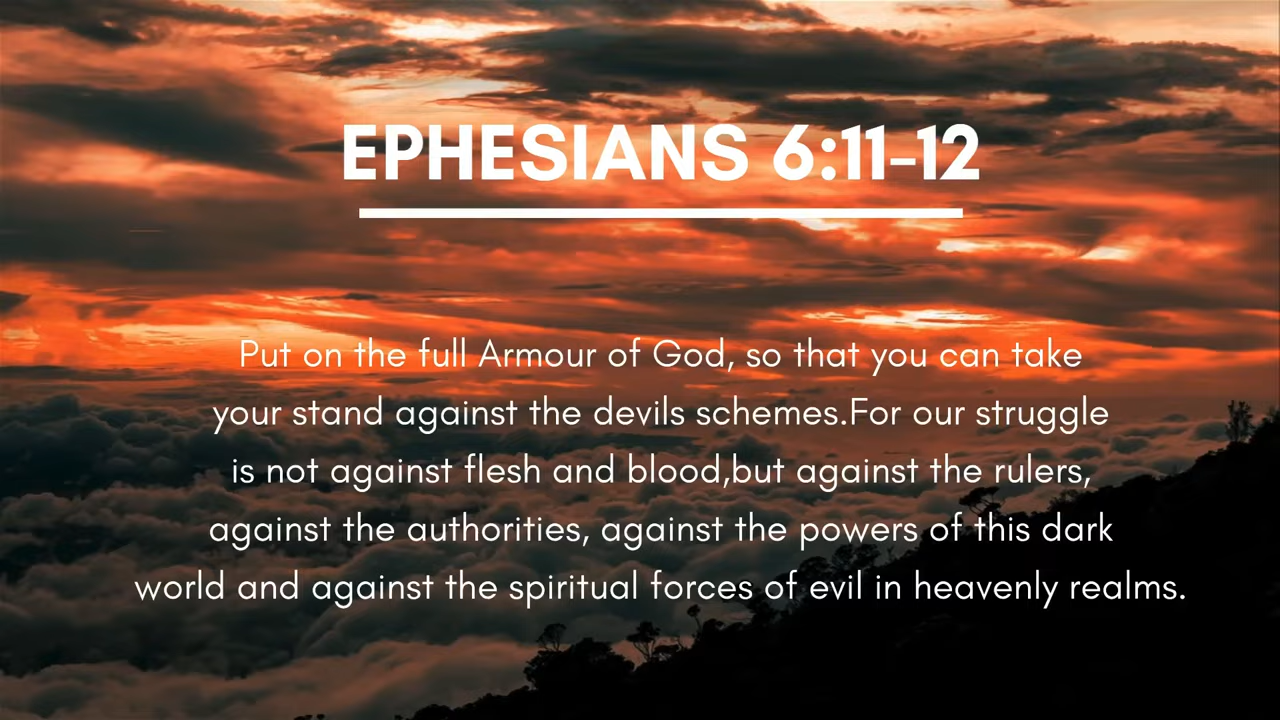 EPHESIANS 6:11-12
Put on the full Armour of God, so that you can take
your stand against the devils schemes.For our struggle
is not against flesh and blood,but against the rulers,
against the authorities, against the powers of this dark
world and against the spiritual forces of evil in heavenly realms.